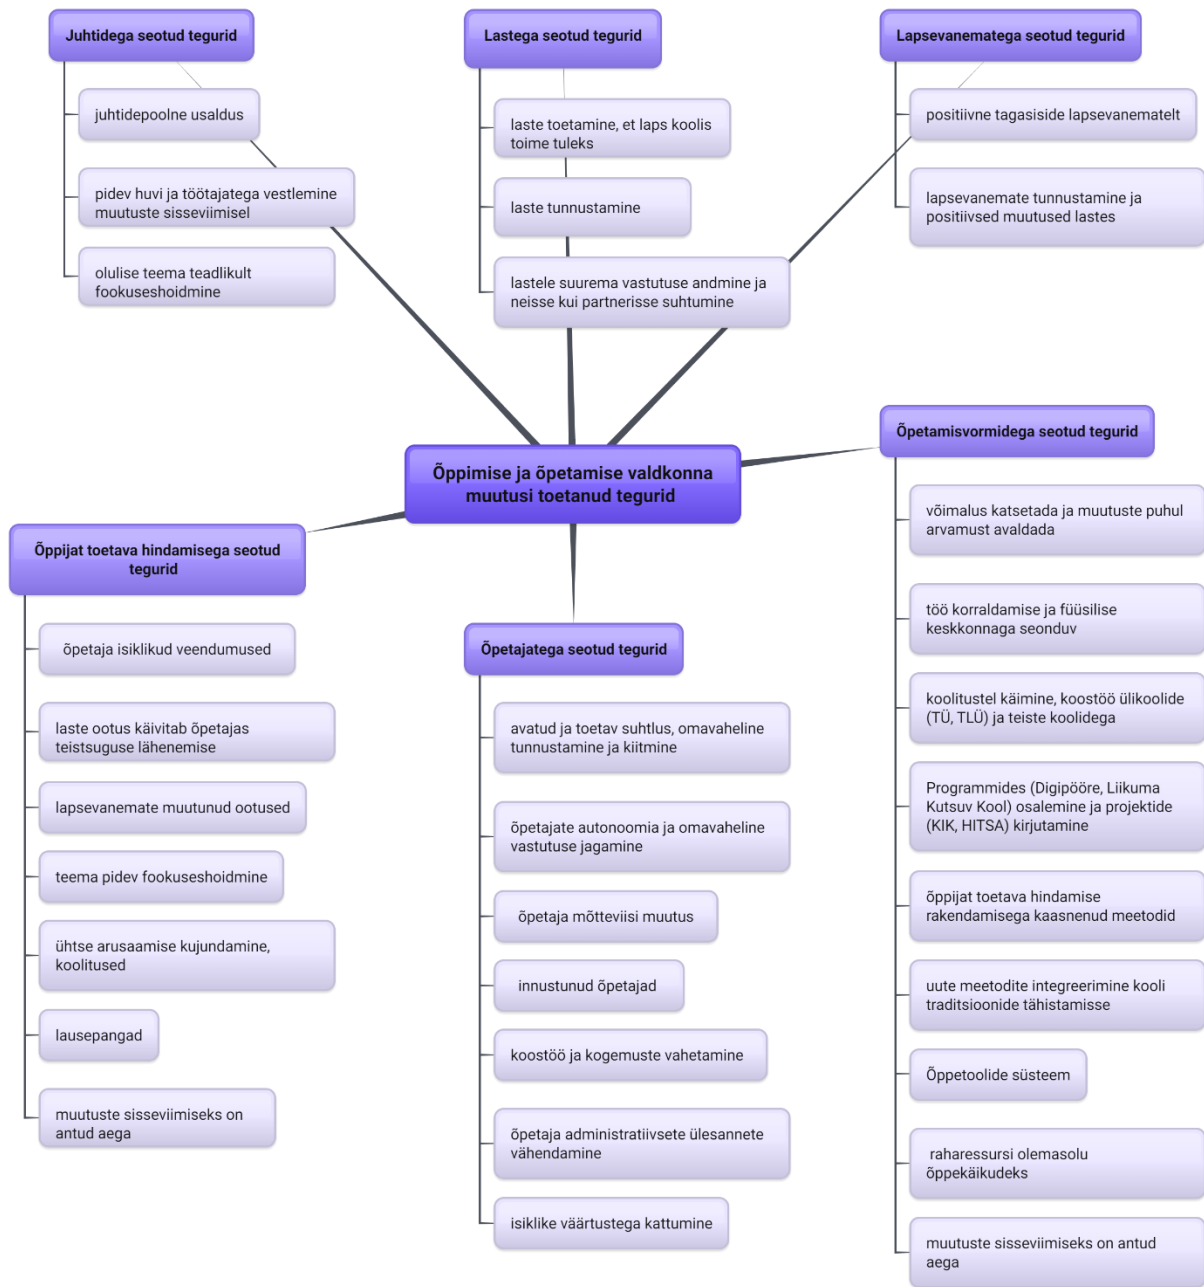 Juhtidega seotud tegurid
juhtidepoolne usaldus
pidev huvi ja töötajatega vestlemine
muutuste sisseviimisel
olulise teema teadlikult
fookuseshoidmine
Lastega seotud tegurid
laste toetamine, et laps koolis
toime tuleks
laste tunnustamine
lastele suurema vastutuse andmine ja
neisse kui partnerisse suhtumine
Lapsevanematega seotud tegurid
positiivne tagasiside lapsevanematelt
lapsevanemate tunnustamine ja
positiivsed muutused lastes
Õppimise ja õpetamise valdkonna
muutusi toetanud tegurid
Õppijat toetava hindamisega seotud
tegurid
õpetaja isiklikud veendumused
laste ootus käivitab õpetajas
teistsuguse lähenemise
lapsevanemate muutunud ootused
teema pidev fookuseshoidmine
ühtse arusaamise kujundamine,
koolitused
lausepangad
muutuste sisseviimiseks on
antud aega
Õpetajatega seotud tegurid
avatud ja toetav suhtlus, omavaheline
tunnustamine ja kiitmine
õpetajate autonoomia ja omavaheline
vastutuse jagamine
õpetaja mõtteviisi muutus
innustunud õpetajad
koostöö ja kogemuste vahetamine
õpetaja administratiivsete ülesannete
vähendamine
isiklike väärtustega kattumine
Õpetamisvormidega seotud tegurid
võimalus katsetada ja muutuste puhul
arvamust avaldada
töö korraldamise ja füüsilise
keskkonnaga seonduv
koolitustel käimine, koostöö ülikoolide
(TÜ, TLÜ) ja teiste koolidega
Programmides (Digipööre, Liikuma
Kutsuv Kool) osalemine ja projektide
(KIK, HITSA) kirjutamine
õppijat toetava hindamise
rakendamisega kaasnenud meetodid
uute meetodite integreerimine kooli
traditsioonide tähistamisse
Õppetoolide süsteem
raharessursi olemasolu
õppekäikudeks
muutuste sisseviimiseks on antud
aega